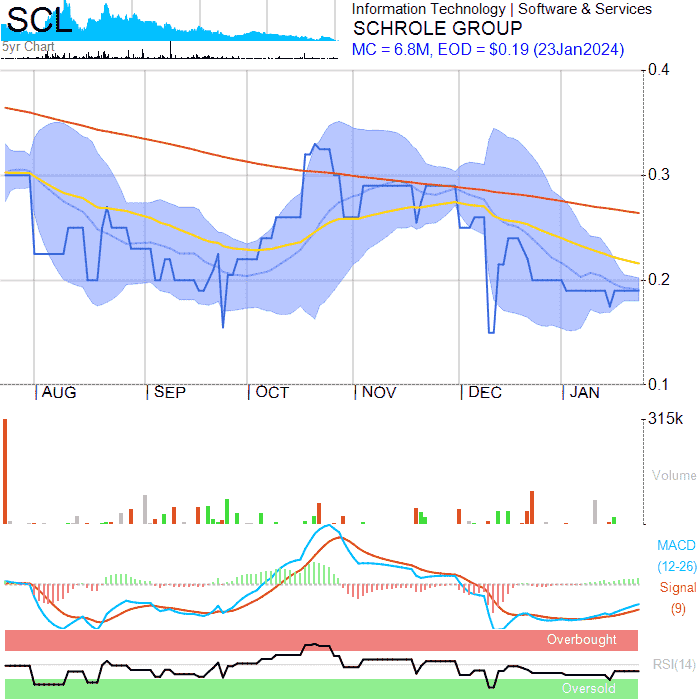 SCL
5yr Chart
Information Technology | Software & Services
SCHROLE GROUP
MC = 6.8M, EOD = $0.19 (23Jan2024)
0.4
0.3
0.2
0.1
AUG SEP OCT NOV DEC JAN
315k
Volume
MACD
(12-26)
Signal
(9)
Overbought
RSI(14)
Oversold